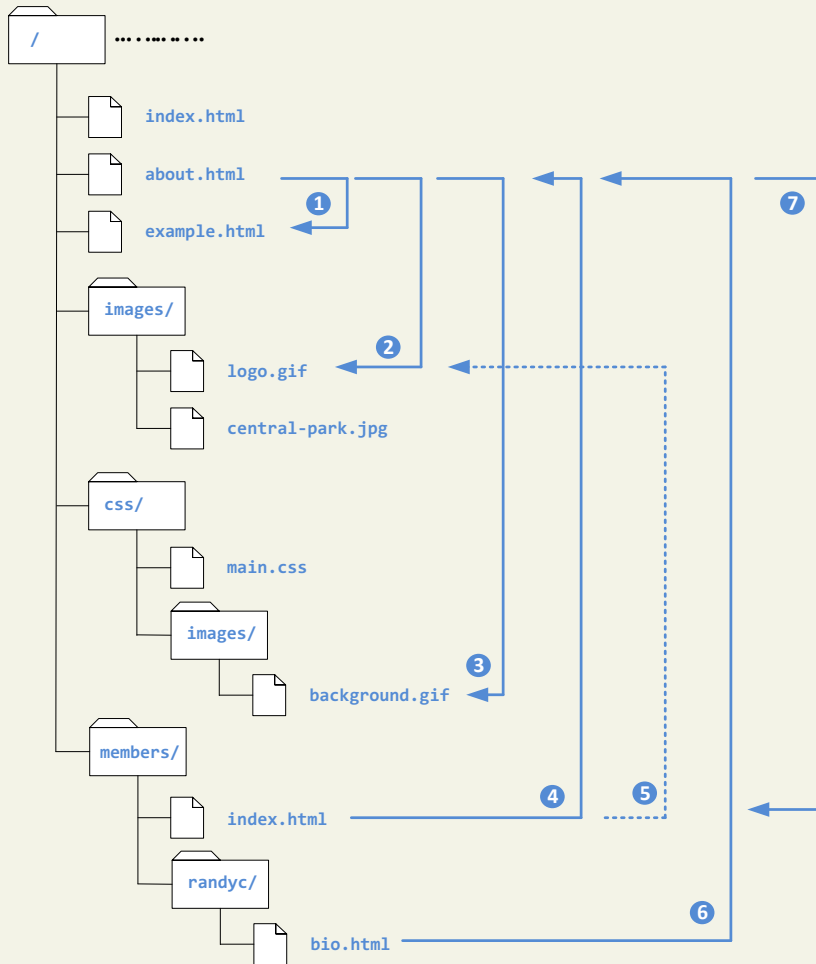 /
index.html
about.html
1
7
example.html
images/
2
logo.gif
central-park.jpg
css/
main.css
images/
3
background.gif
members/
4
5
index.html
randyc/
6
bio.html